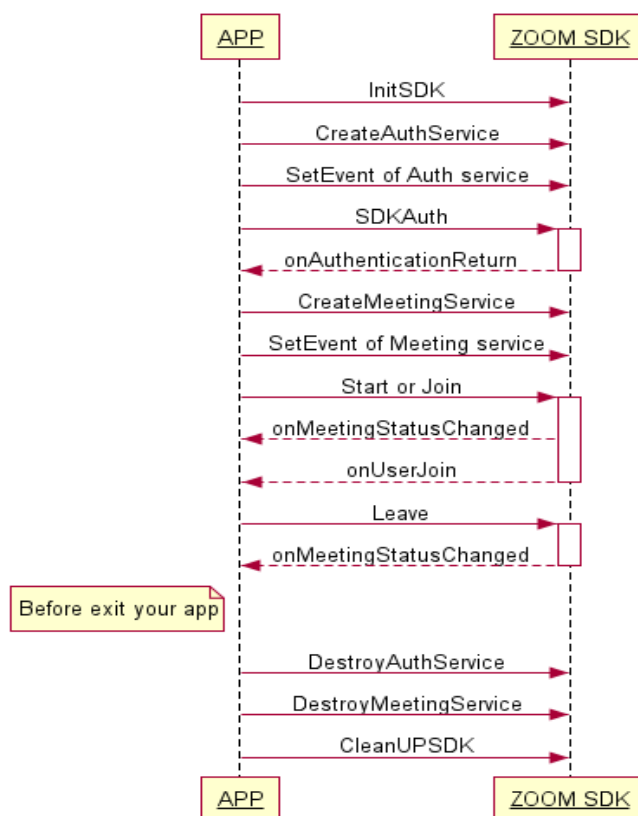 APP
ZOOM SDK
InitSDK
CreateAuthService
SetEvent of Auth service
SDKAuth
onAuthenticationReturn
CreateMeetingService
SetEvent of Meeting service
Start or Join
onMeetingStatusChanged
onUserJoin
Leave
onMeetingStatusChanged
Before exit your app
DestroyAuthService
DestroyMeetingService
CleanUPSDK
APP
ZOOM SDK